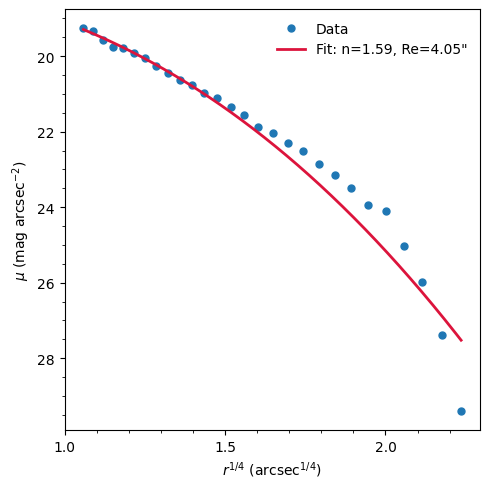 Data
Fit: n=1.59, Re=4.05"
20
22
24
26
28
μ (mag arcsec⁻²)
1.0
1.5
2.0
r^{1/4} (arcsec^{1/4})